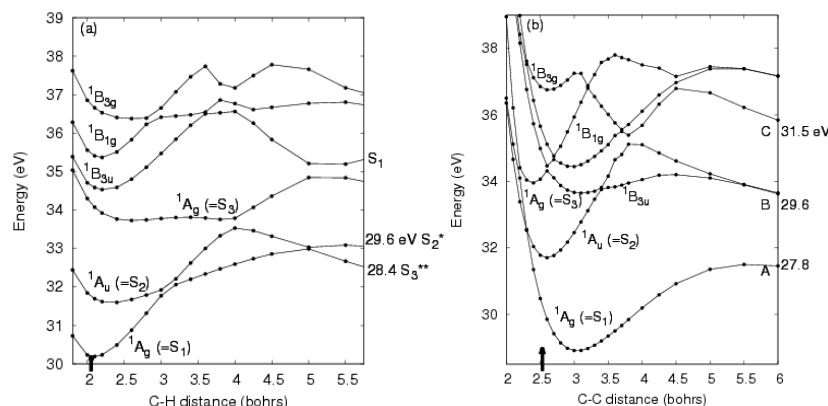 (a)
39
38
37
36
35
34
33
32
31
30
Energy (eV)
2
2.5
3
3.5
4
4.5
5
5.5
C-H distance (bohrs)
¹B3g
¹B1g
¹B3u
¹Ag (=S3)
¹Au (=S2)
¹Ag (=S1)
S1
29.6 eV S2*
28.4 S3**
(b)
38
36
34
32
30
Energy (eV)
2
2.5
3
3.5
4
4.5
5
5.5
6
C-C distance (bohrs)
¹B3g
¹B1g
¹Ag (=S3)
¹B3u
¹Au (=S2)
¹Ag (=S1)
C 31.5 eV
B 29.6
A 27.8